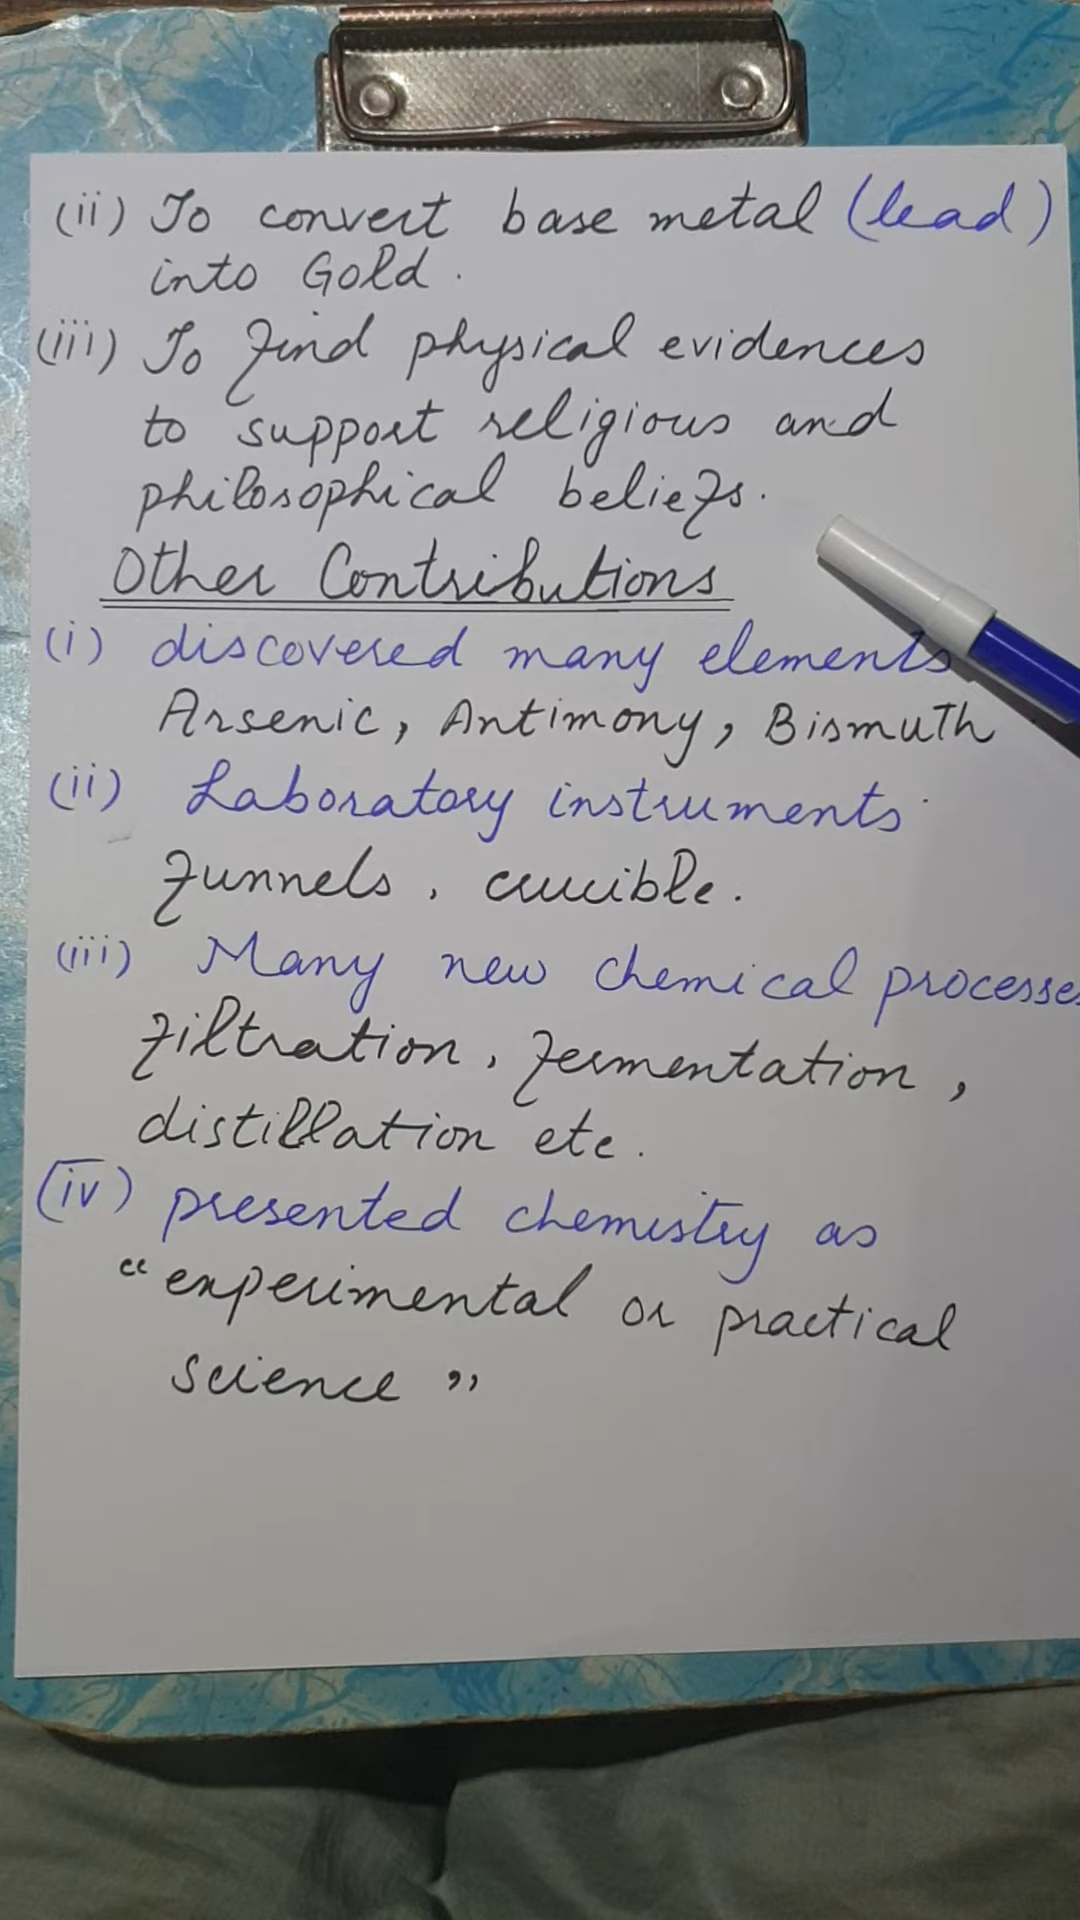 (ii) To convert base metal (lead)
into Gold.
(iii) To find physical evidences
to support religious and
philosophical beliefs.
Other Contributions
(i) discovered many elements
Arsenic, Antimony, Bismuth
(ii) Laboratory instruments
funnels, crucible.
(iii) Many new chemical processes
filtration, fermentation,
distillation etc.
(iv) presented chemistry as
"experimental or practical
science"